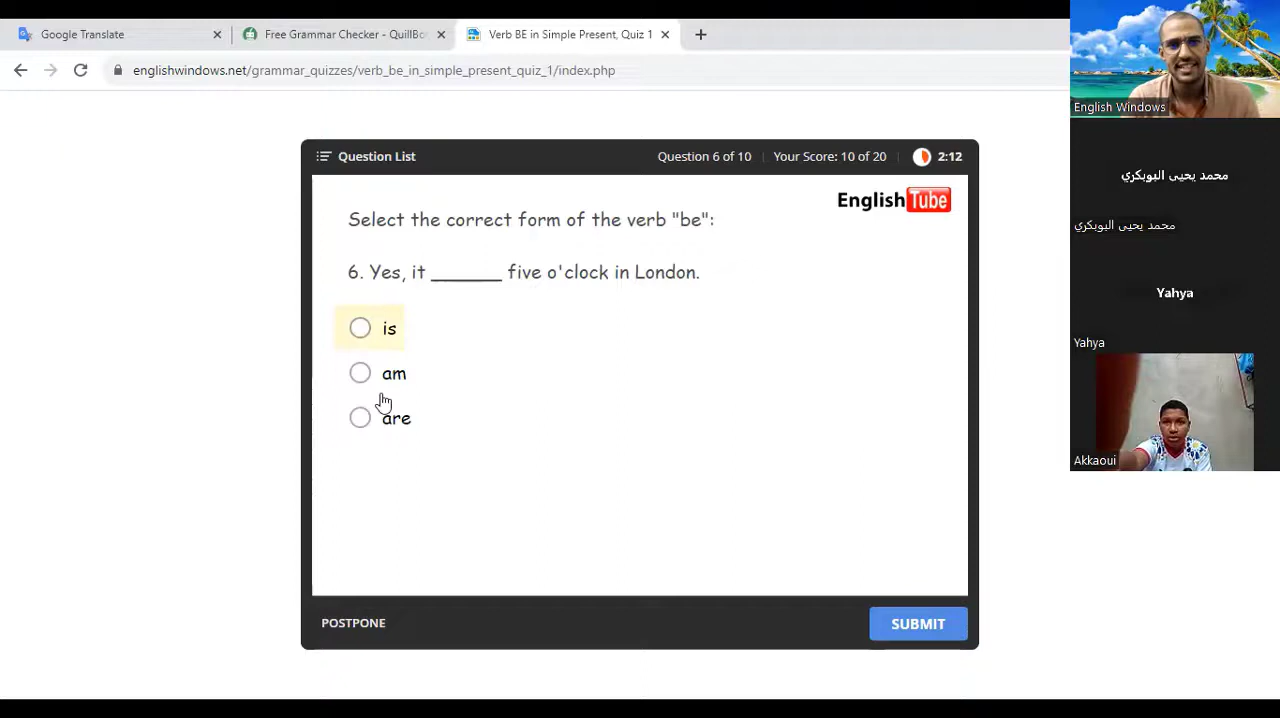 Google Translate
Free Grammar Checker - QuillBo
Verb BE in Simple Present, Quiz 1
englishwindows.net/grammar_quizzes/verb_be_in_simple_present_quiz_1/index.php
English Windows
محمد يحيى البوبكري
محمد يحيى البوبكري
Yahya
Yahya
Akkaoui
Question List
Question 6 of 10
Your Score: 10 of 20
2:12
EnglishTube
Select the correct form of the verb "be":
6. Yes, it ______ five o'clock in London.
is
am
are
POSTPONE
SUBMIT